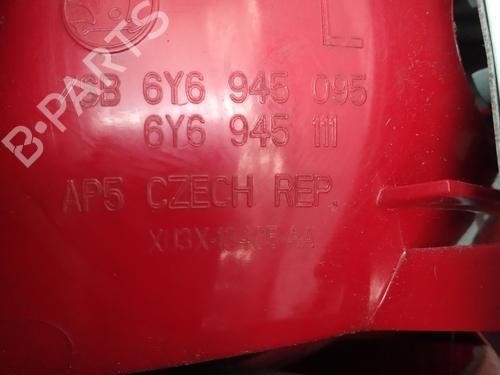 L
6Y6 945 095
6Y6 945 111
AP5 CZECH REP.
B-PARTS